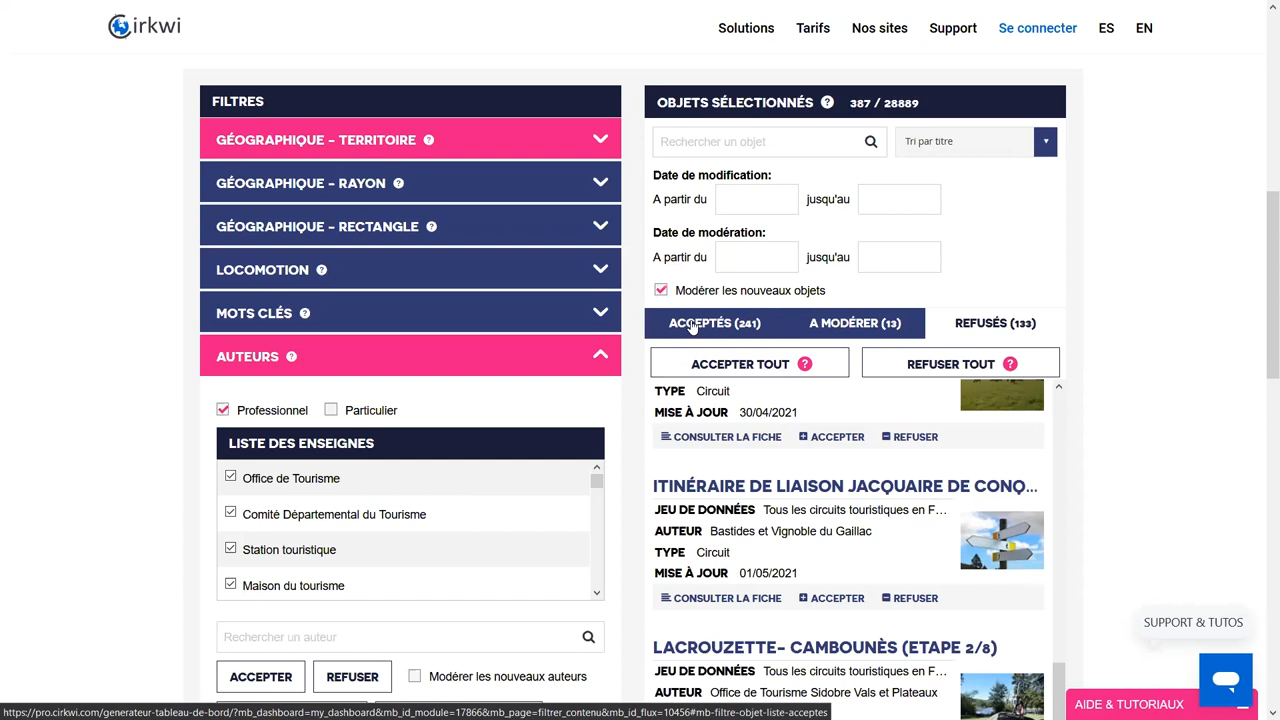 Cirkwi
Solutions Tarifs Nos sites Support Se connecter ES EN
FILTRES
GÉOGRAPHIQUE - TERRITOIRE ?
GÉOGRAPHIQUE - RAYON ?
GÉOGRAPHIQUE - RECTANGLE ?
LOCOMOTION ?
MOTS CLÉS ?
AUTEURS ?
Professionnel Particulier
LISTE DES ENSEIGNES
Office de Tourisme
Comité Départemental du Tourisme
Station touristique
Maison du tourisme
Rechercher un auteur
ACCEPTER REFUSER Modérer les nouveaux auteurs
OBJETS SÉLECTIONNÉS ? 387 / 28889
Rechercher un objet Tri par titre
Date de modification:
A partir du jusqu'au
Date de modération:
A partir du jusqu'au
Modérer les nouveaux objets
ACCEPTÉS (241) A MODÉRER (13) REFUSÉS (133)
ACCEPTER TOUT ? REFUSER TOUT ?
TYPE Circuit
MISE À JOUR 30/04/2021
CONSULTER LA FICHE ACCEPTER REFUSER
ITINÉRAIRE DE LIAISON JACQUAIRE DE CONQ...
JEU DE DONNÉES Tous les circuits touristiques en F...
AUTEUR Bastides et Vignoble du Gaillac
TYPE Circuit
MISE À JOUR 01/05/2021
CONSULTER LA FICHE ACCEPTER REFUSER
LACROUZETTE- CAMBOUNÈS (ETAPE 2/8)
JEU DE DONNÉES Tous les circuits touristiques en F...
AUTEUR Office de Tourisme Sidobre Vals et Plateaux
SUPPORT & TUTOS
AIDE & TUTORIAUX
https://pro.cirkwi.com/generateur-tableau-de-bord/?mb_dashboard=my_dashboard&mb_id_module=17866&mb_page=filtrer_contenu&mb_id_flux=10456#mb-filtre-objet-liste-acceptes